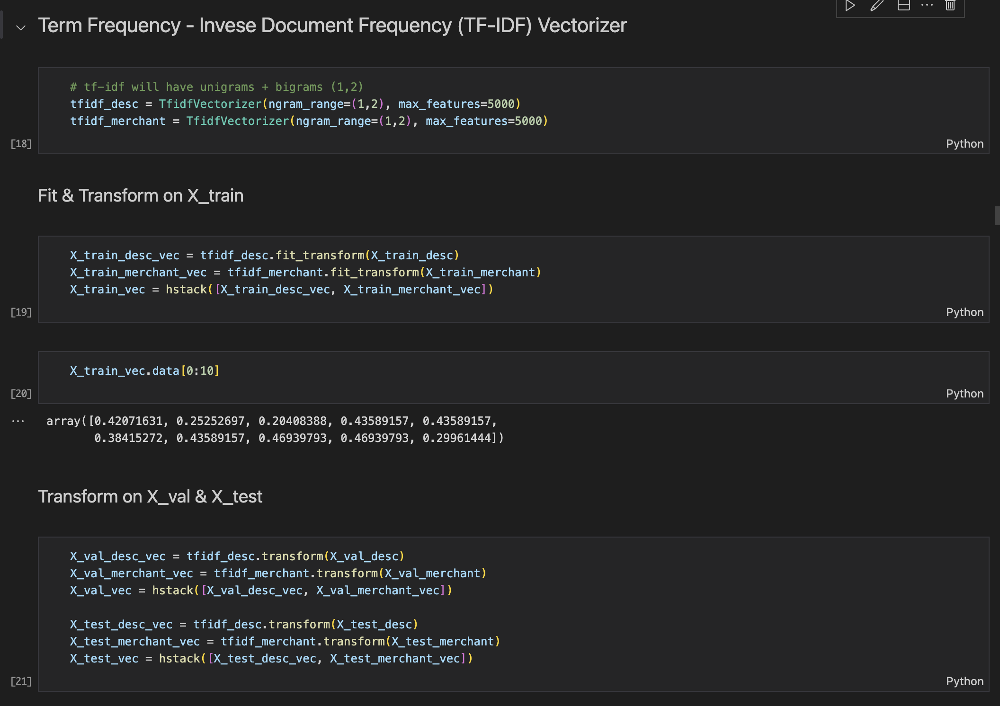 Term Frequency - Invese Document Frequency (TF-IDF) Vectorizer
# tf-idf will have unigrams + bigrams (1,2)
tfidf_desc = TfidfVectorizer(ngram_range=(1,2), max_features=5000)
tfidf_merchant = TfidfVectorizer(ngram_range=(1,2), max_features=5000)
[18]
Python
Fit & Transform on X_train
X_train_desc_vec = tfidf_desc.fit_transform(X_train_desc)
X_train_merchant_vec = tfidf_merchant.fit_transform(X_train_merchant)
X_train_vec = hstack([X_train_desc_vec, X_train_merchant_vec])
[19]
Python
X_train_vec.data[0:10]
[20]
Python
array([0.42071631, 0.25252697, 0.20408388, 0.43589157, 0.43589157,
0.38415272, 0.43589157, 0.46939793, 0.46939793, 0.29961444])
Transform on X_val & X_test
X_val_desc_vec = tfidf_desc.transform(X_val_desc)
X_val_merchant_vec = tfidf_merchant.transform(X_val_merchant)
X_val_vec = hstack([X_val_desc_vec, X_val_merchant_vec])
X_test_desc_vec = tfidf_desc.transform(X_test_desc)
X_test_merchant_vec = tfidf_merchant.transform(X_test_merchant)
X_test_vec = hstack([X_test_desc_vec, X_test_merchant_vec])
[21]
Python